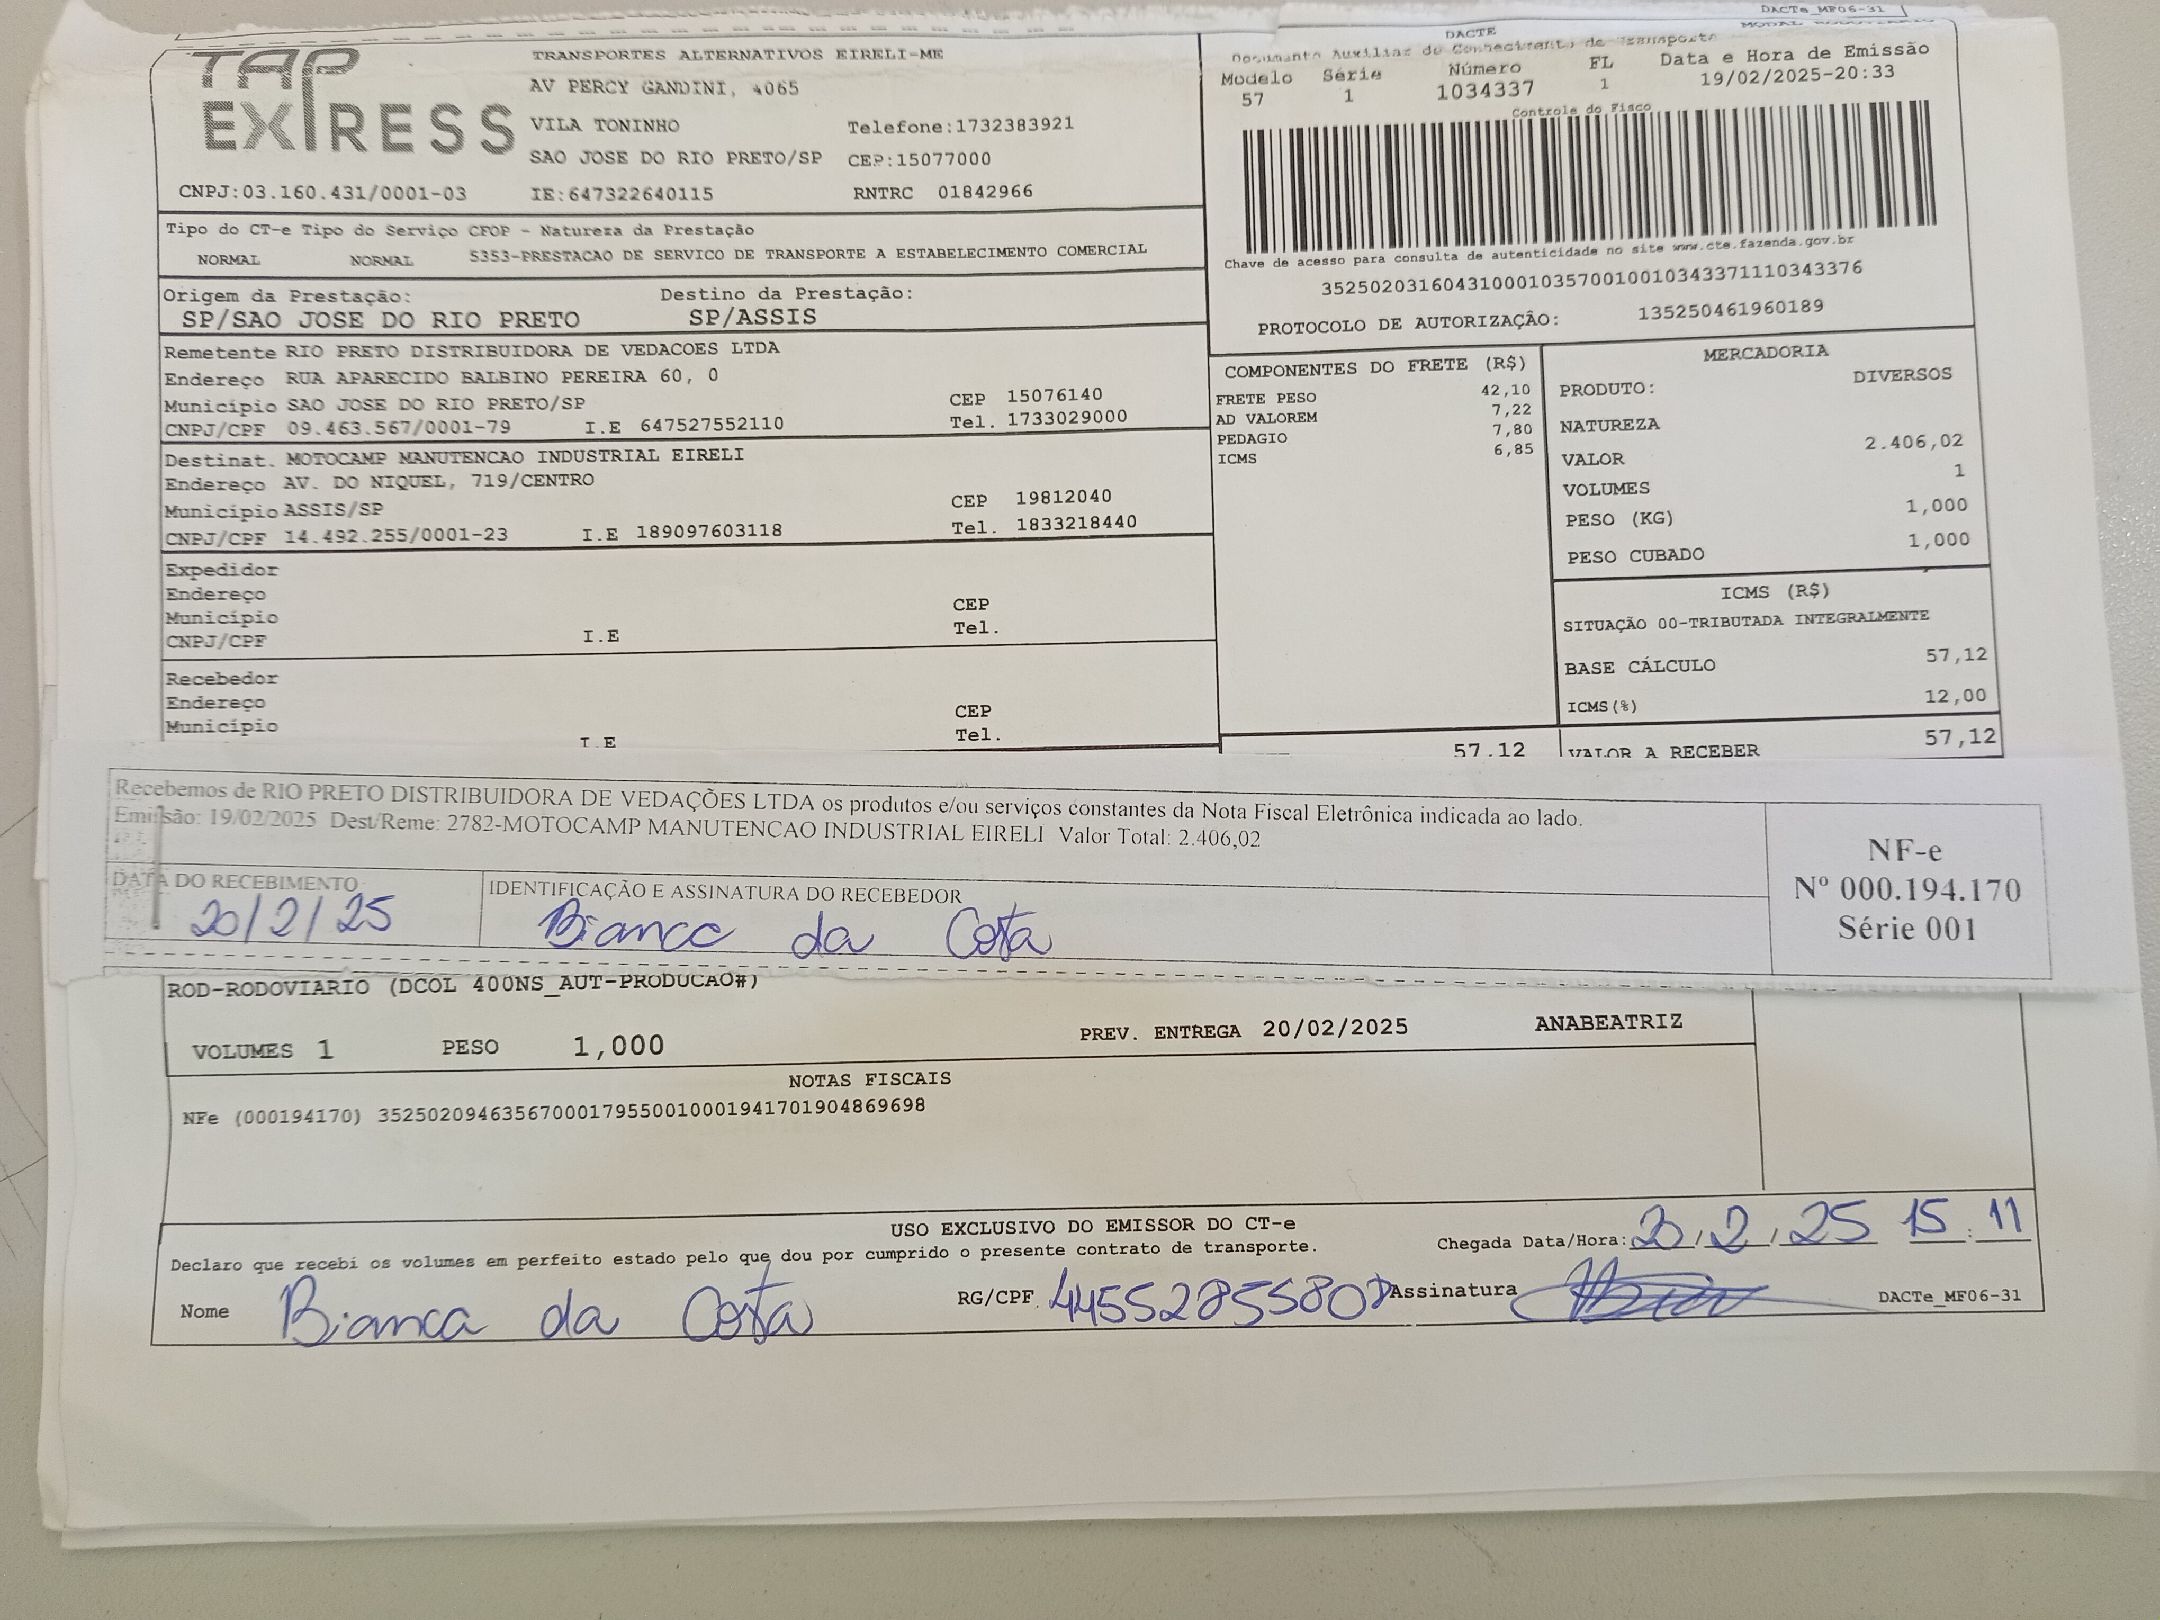 DACTe_MF06-31
TAP
EXPRESS
TRANSPORTES ALTERNATIVOS EIRELI-ME
AV PERCY GANDINI, 4065
VILA TONINHO Telefone:1732383921
SAO JOSE DO RIO PRETO/SP CEP:15077000
CNPJ:03.160.431/0001-03 IE:647322640115 RNTRC 01842966
DACTE
Documento Auxiliar do Conhecimento de Transporte
Modelo Série Número FL Data e Hora de Emissão
57 1 1034337 1 19/02/2025-20:33
Controle do Fisco
Chave de acesso para consulta de autenticidade no site www.cte.fazenda.gov.br
35250203160431000103570010010343371110343376
PROTOCOLO DE AUTORIZAÇÃO: 135250461960189
Tipo do CT-e Tipo do Serviço CFOP - Natureza da Prestação
NORMAL NORMAL 5353-PRESTACAO DE SERVICO DE TRANSPORTE A ESTABELECIMENTO COMERCIAL
Origem da Prestação: Destino da Prestação:
SP/SAO JOSE DO RIO PRETO SP/ASSIS
Remetente RIO PRETO DISTRIBUIDORA DE VEDACOES LTDA
Endereço RUA APARECIDO BALBINO PEREIRA 60, 0
Município SAO JOSE DO RIO PRETO/SP CEP 15076140
CNPJ/CPF 09.463.567/0001-79 I.E 647527552110 Tel. 1733029000
Destinat. MOTOCAMP MANUTENCAO INDUSTRIAL EIRELI
Endereço AV. DO NIQUEL, 719/CENTRO
Município ASSIS/SP CEP 19812040
CNPJ/CPF 14.492.255/0001-23 I.E 189097603118 Tel. 1833218440
Expedidor
Endereço
Município CEP
CNPJ/CPF I.E Tel.
Recebedor
Endereço
Município CEP
I.E Tel.
COMPONENTES DO FRETE (R$)
FRETE PESO 42,10
AD VALOREM 7,22
PEDAGIO 7,80
ICMS 6,85
57.12
MERCADORIA
PRODUTO: DIVERSOS
NATUREZA
VALOR 2.406,02
VOLUMES 1
PESO (KG) 1,000
PESO CUBADO 1,000
ICMS (R$)
SITUAÇÃO 00-TRIBUTADA INTEGRALMENTE
BASE CÁLCULO 57,12
ICMS(%) 12,00
VALOR A RECEBER 57,12
Recebemos de RIO PRETO DISTRIBUIDORA DE VEDAÇÕES LTDA os produtos e/ou serviços constantes da Nota Fiscal Eletrônica indicada ao lado.
Emissão: 19/02/2025 Dest/Reme: 2782-MOTOCAMP MANUTENCAO INDUSTRIAL EIRELI Valor Total: 2.406,02
DATA DO RECEBIMENTO IDENTIFICAÇÃO E ASSINATURA DO RECEBEDOR
20/2/25 Bianca da Costa
NF-e
Nº 000.194.170
Série 001
ROD-RODOVIARIO (DCOL 400NS_AUT-PRODUCAO#)
VOLUMES 1 PESO 1,000 PREV. ENTREGA 20/02/2025 ANABEATRIZ
NOTAS FISCAIS
NFe (000194170) 35250209463567000179550010001941701904869698
USO EXCLUSIVO DO EMISSOR DO CT-e
Declaro que recebi os volumes em perfeito estado pelo que dou por cumprido o presente contrato de transporte. Chegada Data/Hora: 20/2/25 15:11
Nome Bianca da Costa RG/CPF. 44552855807 Assinatura DACTe_MF06-31